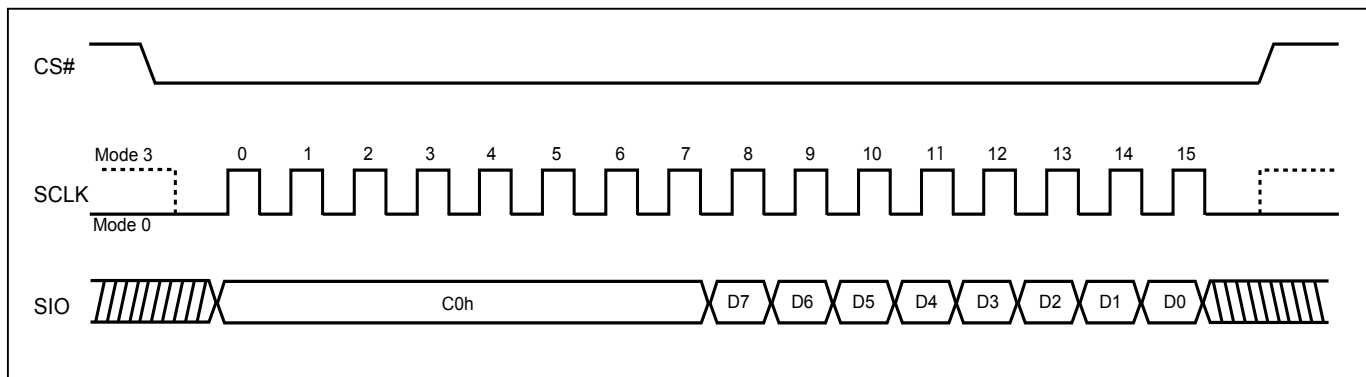 CS#
Mode 3
0 1 2 3 4 5 6 7 8 9 10 11 12 13 14 15
SCLK
Mode 0
SIO
C0h D7 D6 D5 D4 D3 D2 D1 D0